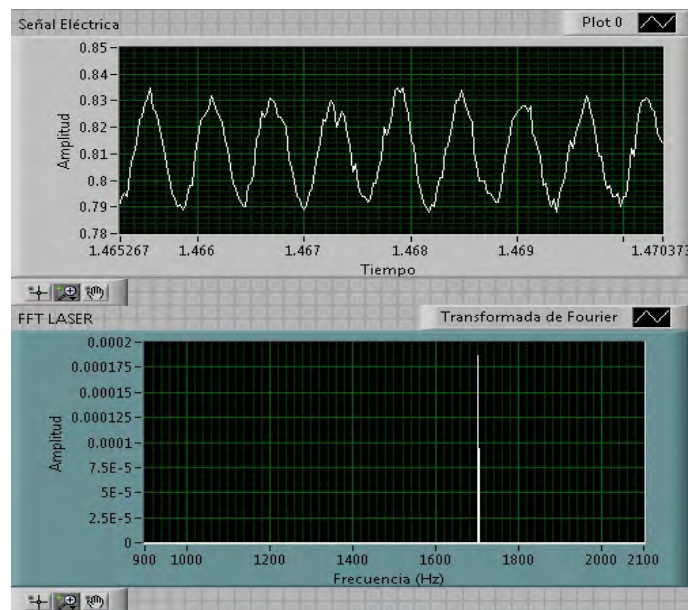 Señal Eléctrica
Plot 0
0.85
0.84
0.83
0.82
0.81
0.8
0.79
0.78
Amplitud
1.465267 1.466 1.467 1.468 1.469 1.470373
Tiempo
FFT LASER
Transformada de Fourier
0.0002
0.000175
0.00015
0.000125
0.0001
7.5E-5
5E-5
2.5E-5
0
Amplitud
900 1000 1200 1400 1600 1800 2000 2100
Frecuencia (Hz)